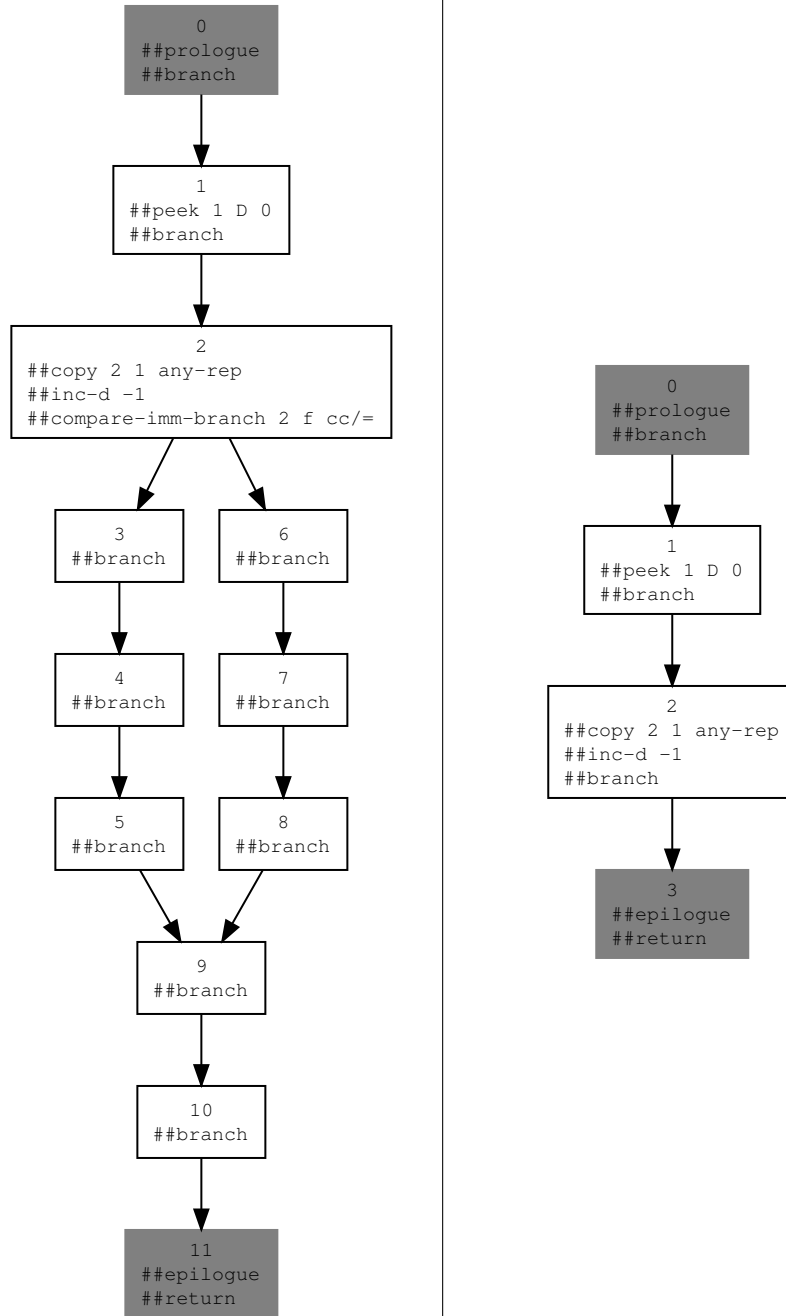 0
##prologue
##branch
1
##peek 1 D 0
##branch
2
##copy 2 1 any-rep
##inc-d -1
##compare-imm-branch 2 f cc/=
3
##branch
6
##branch
4
##branch
7
##branch
5
##branch
8
##branch
9
##branch
10
##branch
11
##epilogue
##return
0
##prologue
##branch
1
##peek 1 D 0
##branch
2
##copy 2 1 any-rep
##inc-d -1
##branch
3
##epilogue
##return